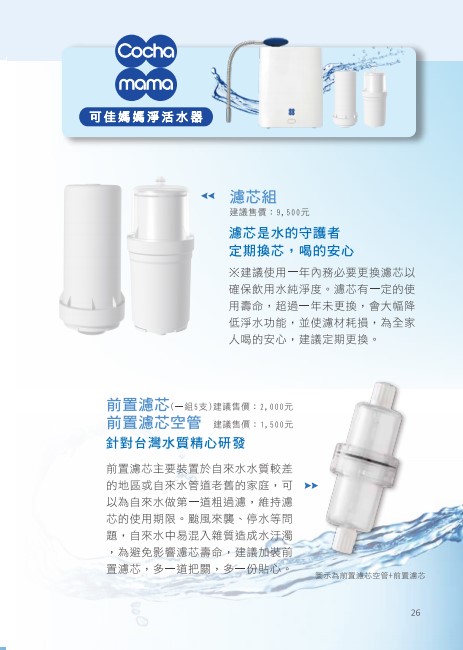 Cocha
mama
可佳媽媽淨活水器
濾芯組
建議售價：9,500元
濾芯是水的守護者
定期換芯，喝的安心
※建議使用一年內務必要更換濾芯以
確保飲用水純淨度。濾芯有一定的使
用壽命，超過一年未更換，會大幅降
低淨水功能，並使濾材耗損，為全家
人喝的安心，建議定期更換。
前置濾芯(一組5支)建議售價：2,000元
前置濾芯空管 建議售價：1,500元
針對台灣水質精心研發
前置濾芯主要裝置於自來水水質較差
的地區或自來水管道老舊的家庭，可
以為自來水做第一道粗過濾，維持濾
芯的使用期限。颱風來襲、停水等問
題，自來水中易混入雜質造成水汙濁
，為避免影響濾芯壽命，建議加裝前
置濾芯，多一道把關，多一份貼心。
圖示為前置濾芯空管+前置濾芯
26